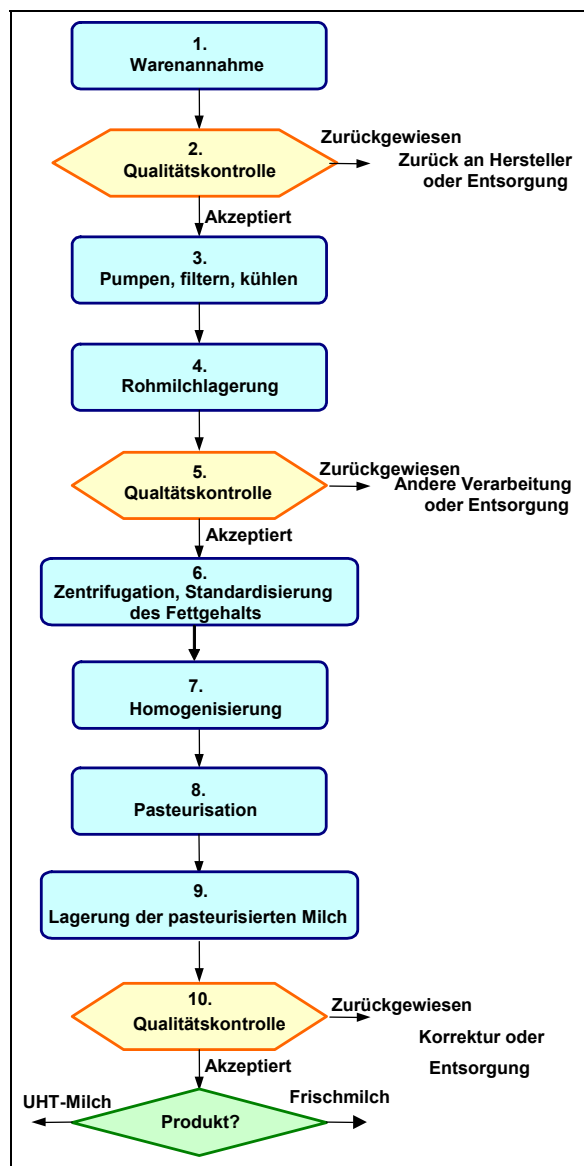 1.
Warenannahme
2.
Qualitätskontrolle
Zurückgewiesen
Zurück an Hersteller
oder Entsorgung
Akzeptiert
3.
Pumpen, filtern, kühlen
4.
Rohmilchlagerung
5.
Qualtätskontrolle
Zurückgewiesen
Andere Verarbeitung
oder Entsorgung
Akzeptiert
6.
Zentrifugation, Standardisierung
des Fettgehalts
7.
Homogenisierung
8.
Pasteurisation
9.
Lagerung der pasteurisierten Milch
10.
Qualitätskontrolle
Zurückgewiesen
Korrektur oder
Entsorgung
Akzeptiert
UHT-Milch
Produkt?
Frischmilch